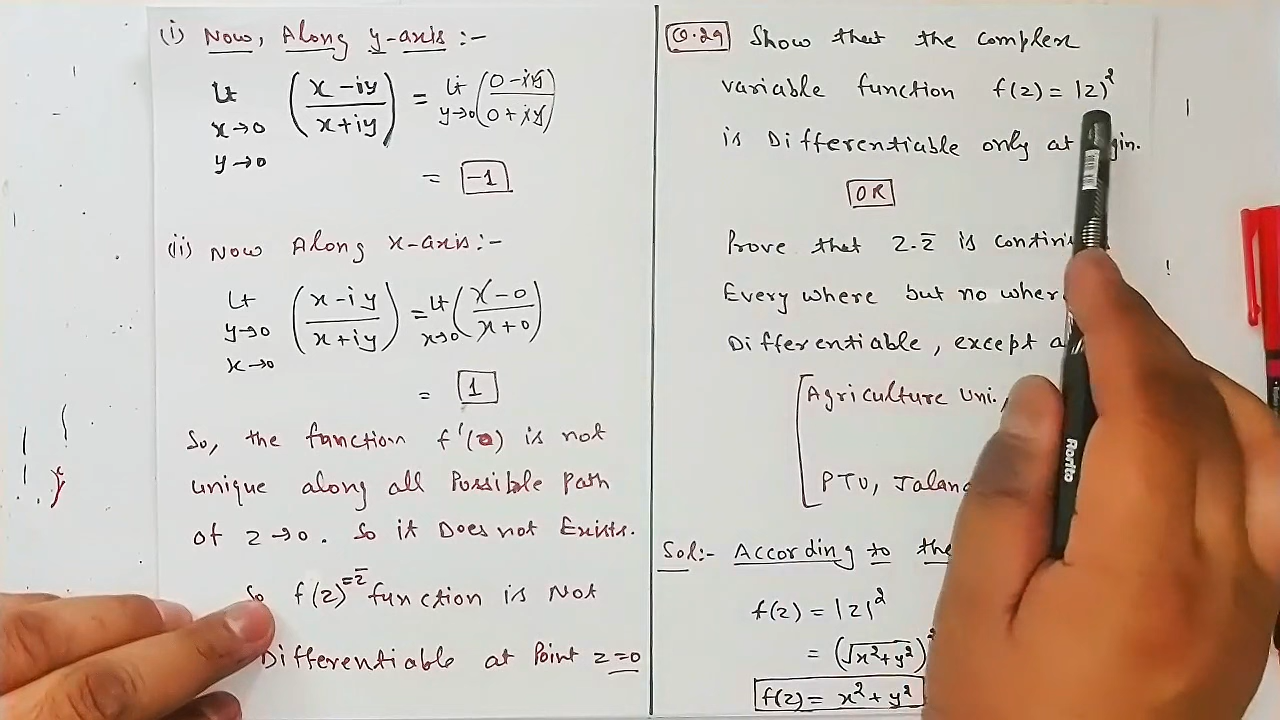 (i) Now, Along y-axis :-
Lt x→0 y→0 (x-iy / x+iy) = Lt y→0 (0-iy / 0+iy)
= -1
(ii) Now Along x-axis:-
Lt y→0 x→0 (x-iy / x+iy) = Lt x→0 (x-0 / x+0)
= 1
So, the function f'(0) is not
unique along all Possible path
of z→0. So it Does not Exists.
So f(z)=z̄ function is Not
Differentiable at Point z=0
Q.29 Show that the complex
variable function f(z) = |z|²
is Differentiable only at
OR
Prove that z.z̄ is
Every where but no
Differentiable, except
[Agriculture Uni.,
PTU,
Sol:- According to the
f(z) = |z|²
= (√x²+y²)²
f(z) = x²+y²
Rorito